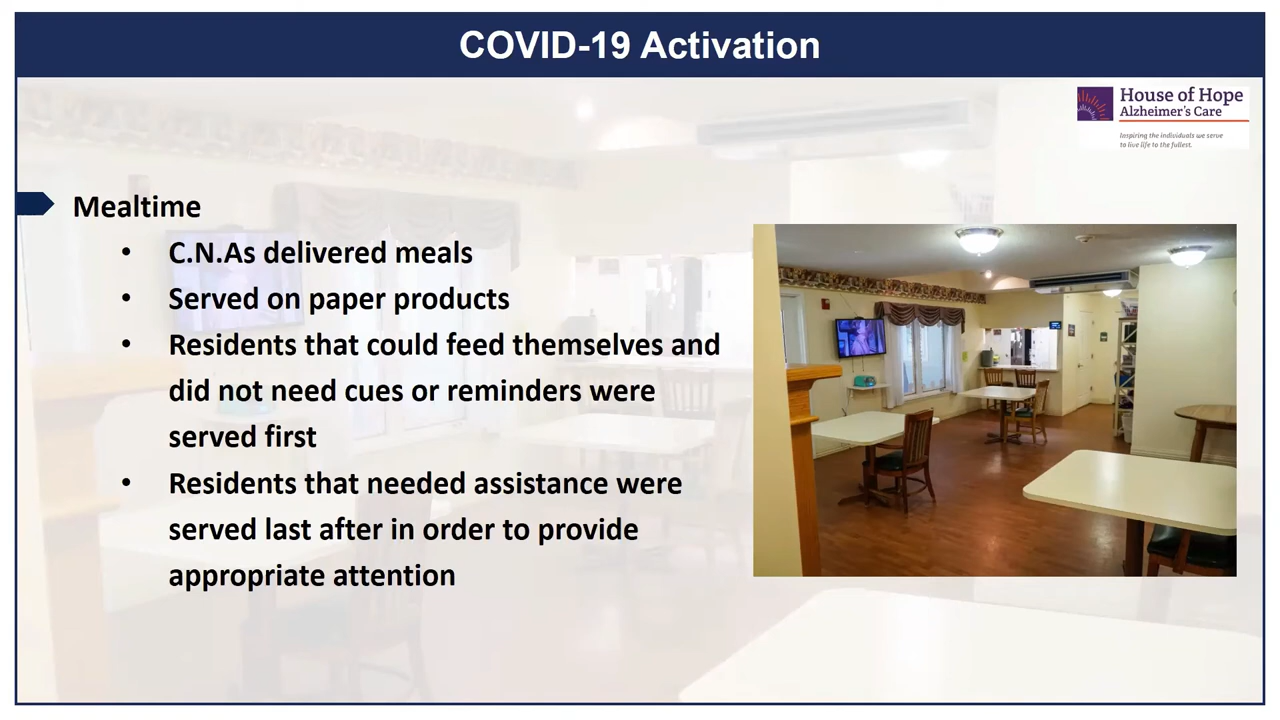 COVID-19 Activation
House of Hope
Alzheimer's Care
Inspiring the individuals we serve
to live life to the fullest.
Mealtime
• C.N.As delivered meals
• Served on paper products
• Residents that could feed themselves and
did not need cues or reminders were
served first
• Residents that needed assistance were
served last after in order to provide
appropriate attention